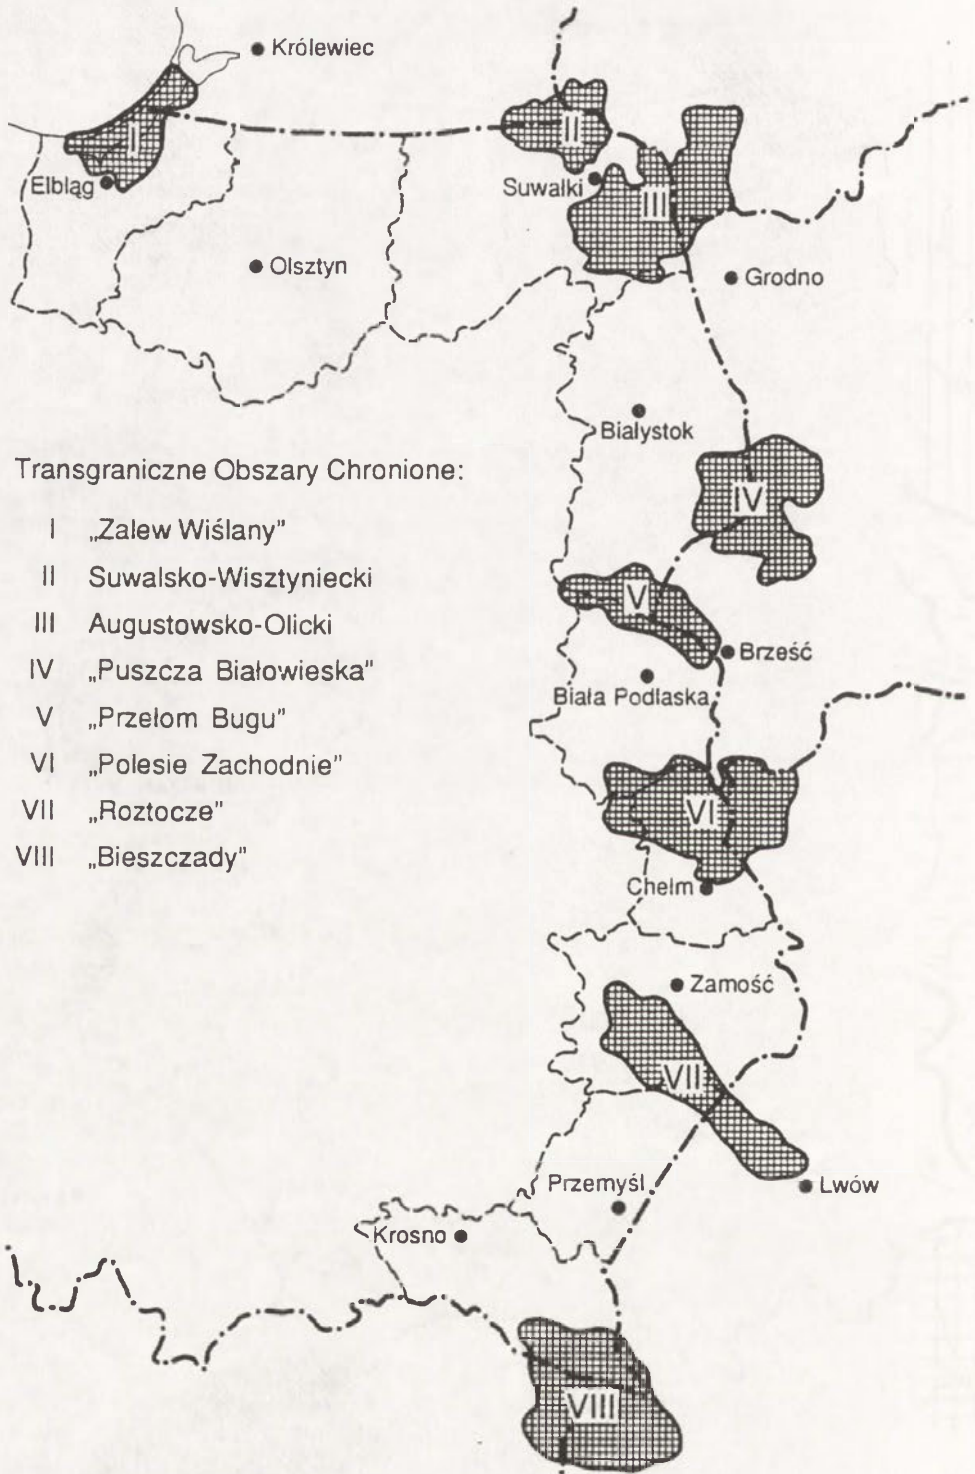 Królewiec
I
II
Elbląg
Suwałki
III
Olsztyn
Grodno
Białystok
Transgraniczne Obszary Chronione:
I „Zalew Wiślany"
II Suwalsko-Wisztyniecki
III Augustowsko-Olicki
IV „Puszcza Białowieska"
V „Przełom Bugu"
VI „Polesie Zachodnie"
VII „Roztocze"
VIII „Bieszczady"
IV
V
Brześć
Biała Podlaska
VI
Chełm
Zamość
VII
Przemyśl
Lwów
Krosno
VIII